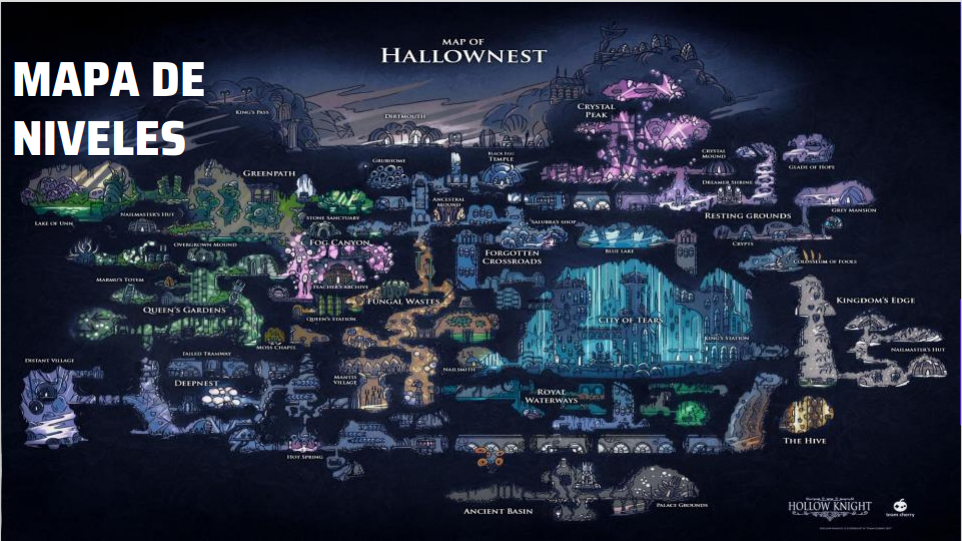 MAPA DE
NIVELES
MAP OF
HALLOWNEST
KING'S PASS
DIRTMOUTH
CRYSTAL
PEAK
GREENPATH
GRUBHOME
BLACK EGG
TEMPLE
CRYSTAL
MOUND
GLADE OF HOPE
DREAMER SHRINE
LAKE OF UNN
NAILMASTER'S HUT
STONE SANCTUARY
ANCESTRAL
MOUND
SALUBRA'S SHOP
RESTING GROUNDS
GREY MANSION
OVERGROWN MOUND
FOG CANYON
FORGOTTEN
CROSSROADS
BLUE LAKE
CRYPTS
COLOSSEUM OF FOOLS
MARMU'S TOTEM
TEACHER'S ARCHIVE
QUEEN'S GARDENS
FUNGAL WASTES
QUEEN'S STATION
CITY OF TEARS
KINGDOM'S EDGE
KING'S STATION
NAILMASTER'S HUT
MOSS CHAPEL
DISTANT VILLAGE
FAILED TRAMWAY
DEEPNEST
MANTIS
VILLAGE
NAILSMITH
ROYAL
WATERWAYS
THE HIVE
HOT SPRING
ANCIENT BASIN
PALACE GROUNDS
HOLLOW KNIGHT
team cherry